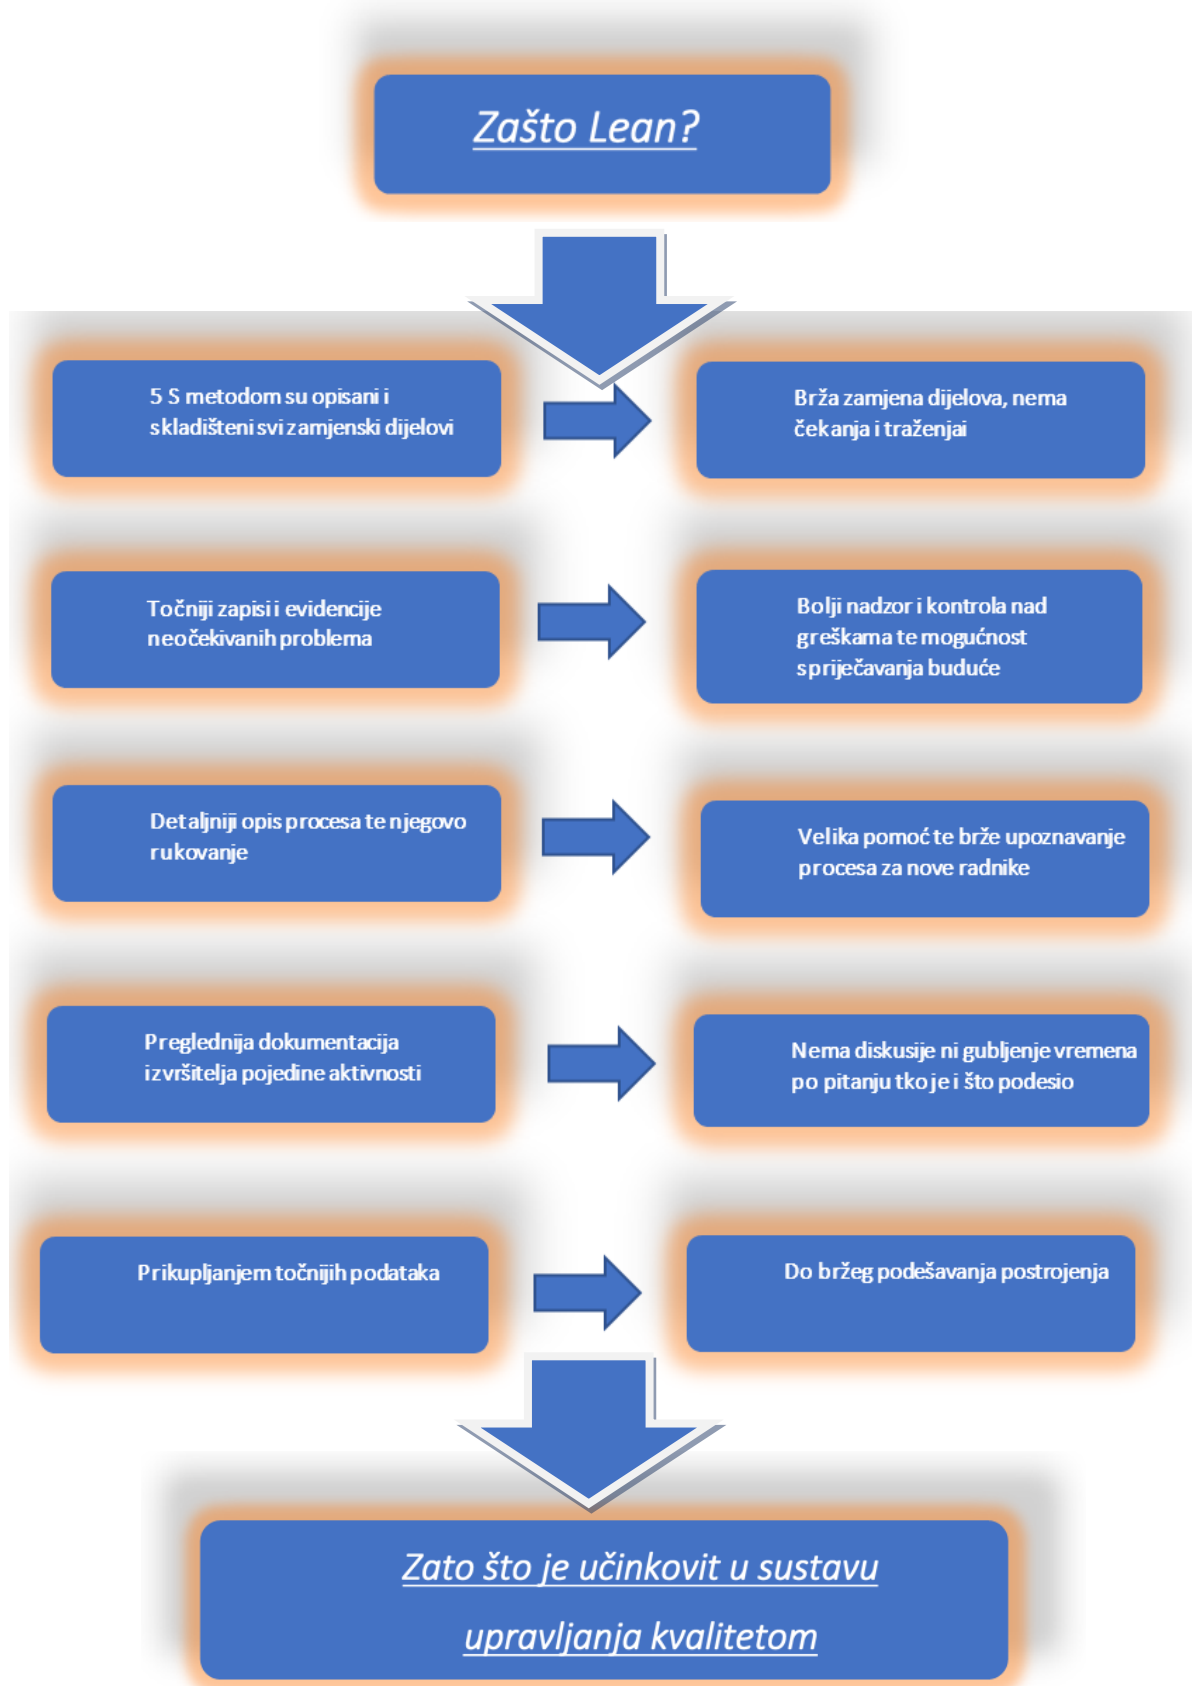 Zašto Lean?
5 S metodom su opisani i
skladišteni svi zamjenski dijelovi
Brža zamjena dijelova, nema
čekanja i traženjai
Točniji zapisi i evidencije
neočekivanih problema
Bolji nadzor i kontrola nad
greškama te mogućnost
spriječavanja buduće
Detaljniji opis procesa te njegovo
rukovanje
Velika pomoć te brže upoznavanje
procesa za nove radnike
Preglednija dokumentacija
izvršitelja pojedine aktivnosti
Nema diskusije ni gubljenje vremena
po pitanju tko je i što podesio
Prikupljanjem točnijih podataka
Do bržeg podešavanja postrojenja
Zato što je učinkovit u sustavu
upravljanja kvalitetom